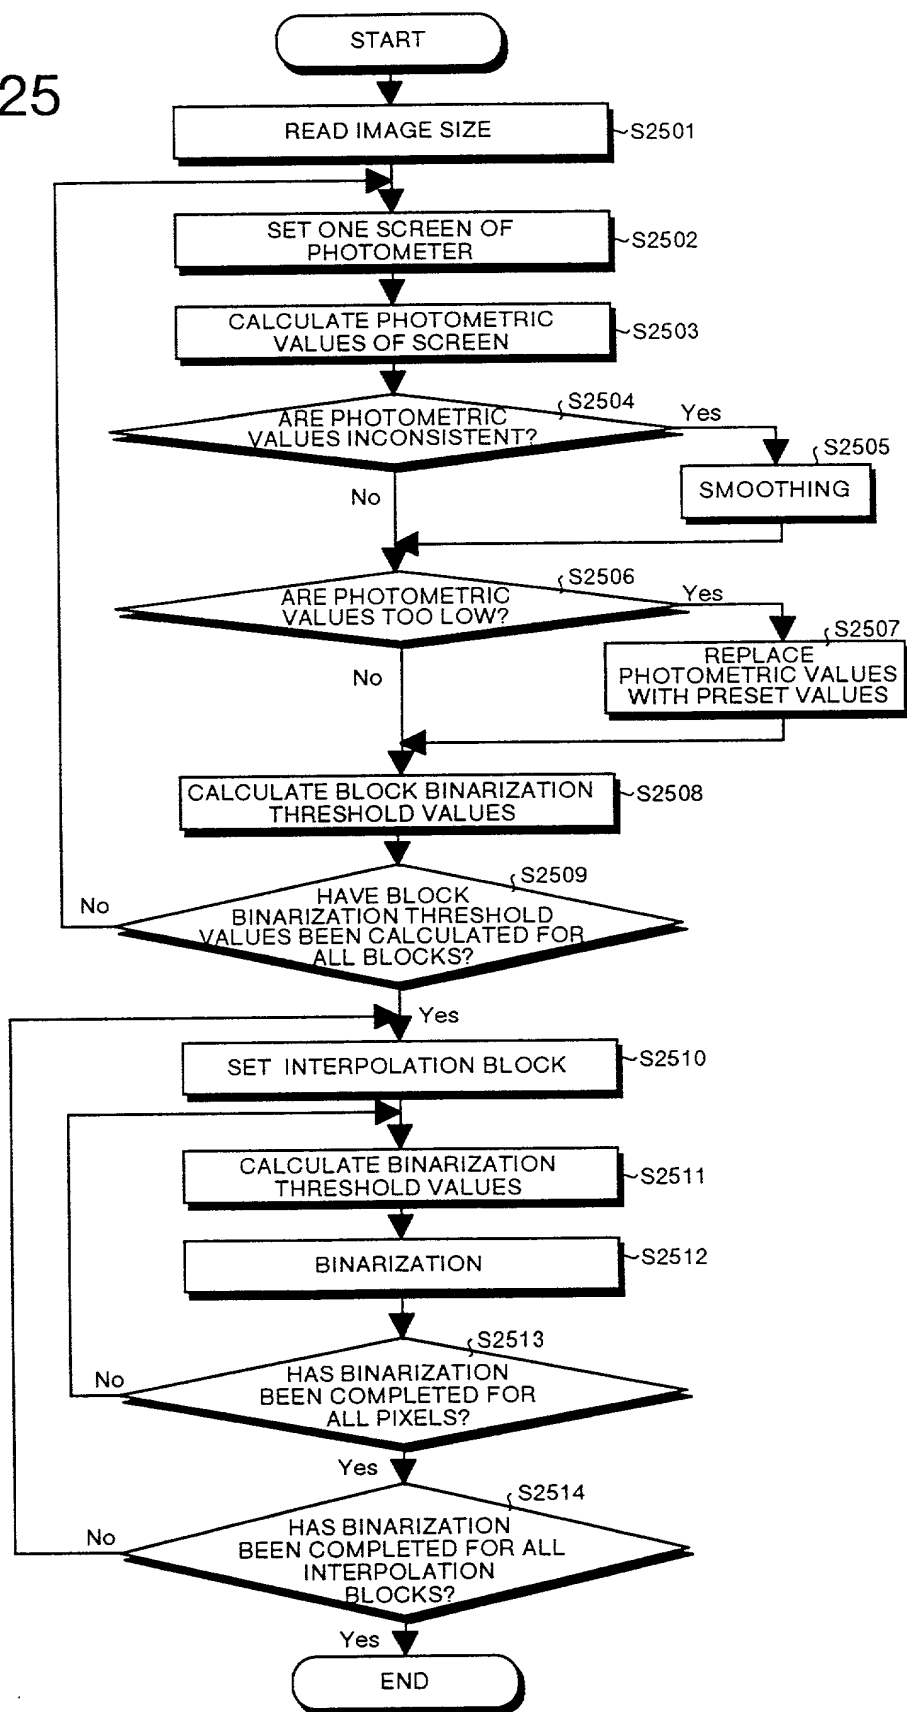 START
25
READ IMAGE SIZE
S2501
SET ONE SCREEN OF
PHOTOMETER
S2502
CALCULATE PHOTOMETRIC
VALUES OF SCREEN
S2503
S2504
ARE PHOTOMETRIC
VALUES INCONSISTENT?
Yes
S2505
SMOOTHING
No
S2506
ARE PHOTOMETRIC
VALUES TOO LOW?
Yes
S2507
REPLACE
PHOTOMETRIC VALUES
WITH PRESET VALUES
No
CALCULATE BLOCK BINARIZATION
THRESHOLD VALUES
S2508
S2509
HAVE BLOCK
BINARIZATION THRESHOLD
VALUES BEEN CALCULATED FOR
ALL BLOCKS?
No
Yes
SET INTERPOLATION BLOCK
S2510
CALCULATE BINARIZATION
THRESHOLD VALUES
S2511
BINARIZATION
S2512
S2513
HAS BINARIZATION
BEEN COMPLETED FOR
ALL PIXELS?
No
Yes
S2514
HAS BINARIZATION
BEEN COMPLETED FOR ALL
INTERPOLATION
BLOCKS?
No
Yes
END